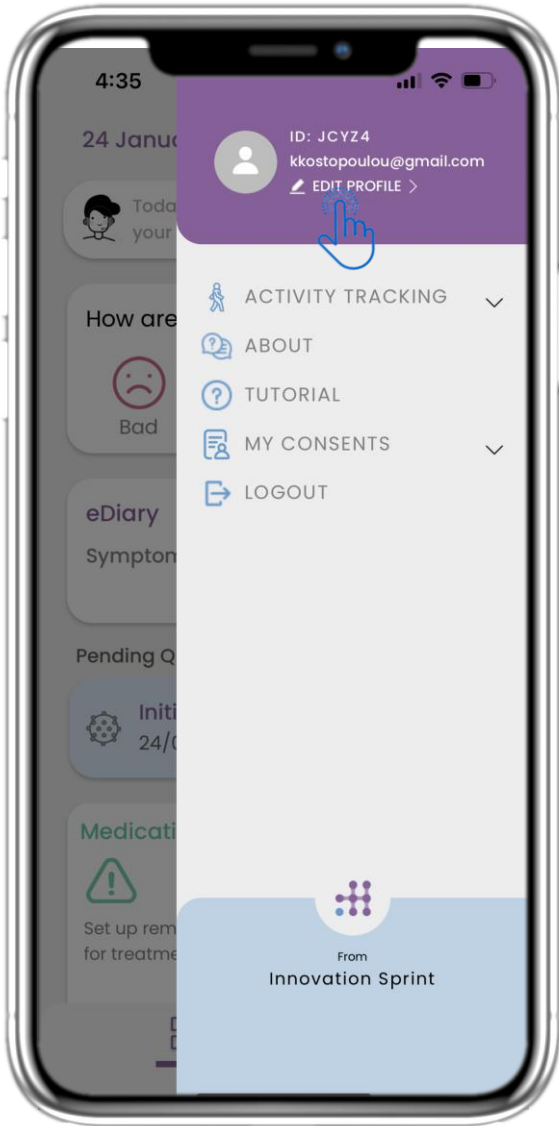 4:35
24 Janua
ID: JCYZ4
kkostopoulou@gmail.com
EDIT PROFILE >
Toda
your
How are
Bad
ACTIVITY TRACKING
ABOUT
TUTORIAL
MY CONSENTS
LOGOUT
eDiary
Symptom
Pending Q
Initi
24/0
Medicati
Set up rem
for treatme
From
Innovation Sprint